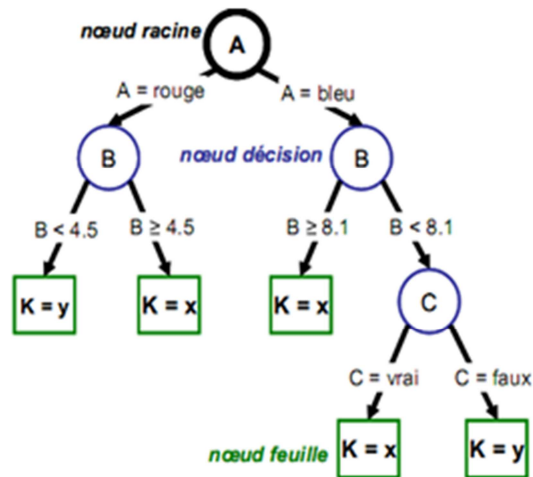 nœud racine
A
A = rouge
A = bleu
B
nœud décision
B
B < 4.5
B ≥ 4.5
B ≥ 8.1
B < 8.1
K = y
K = x
K = x
C
C = vrai
C = faux
nœud feuille
K = x
K = y